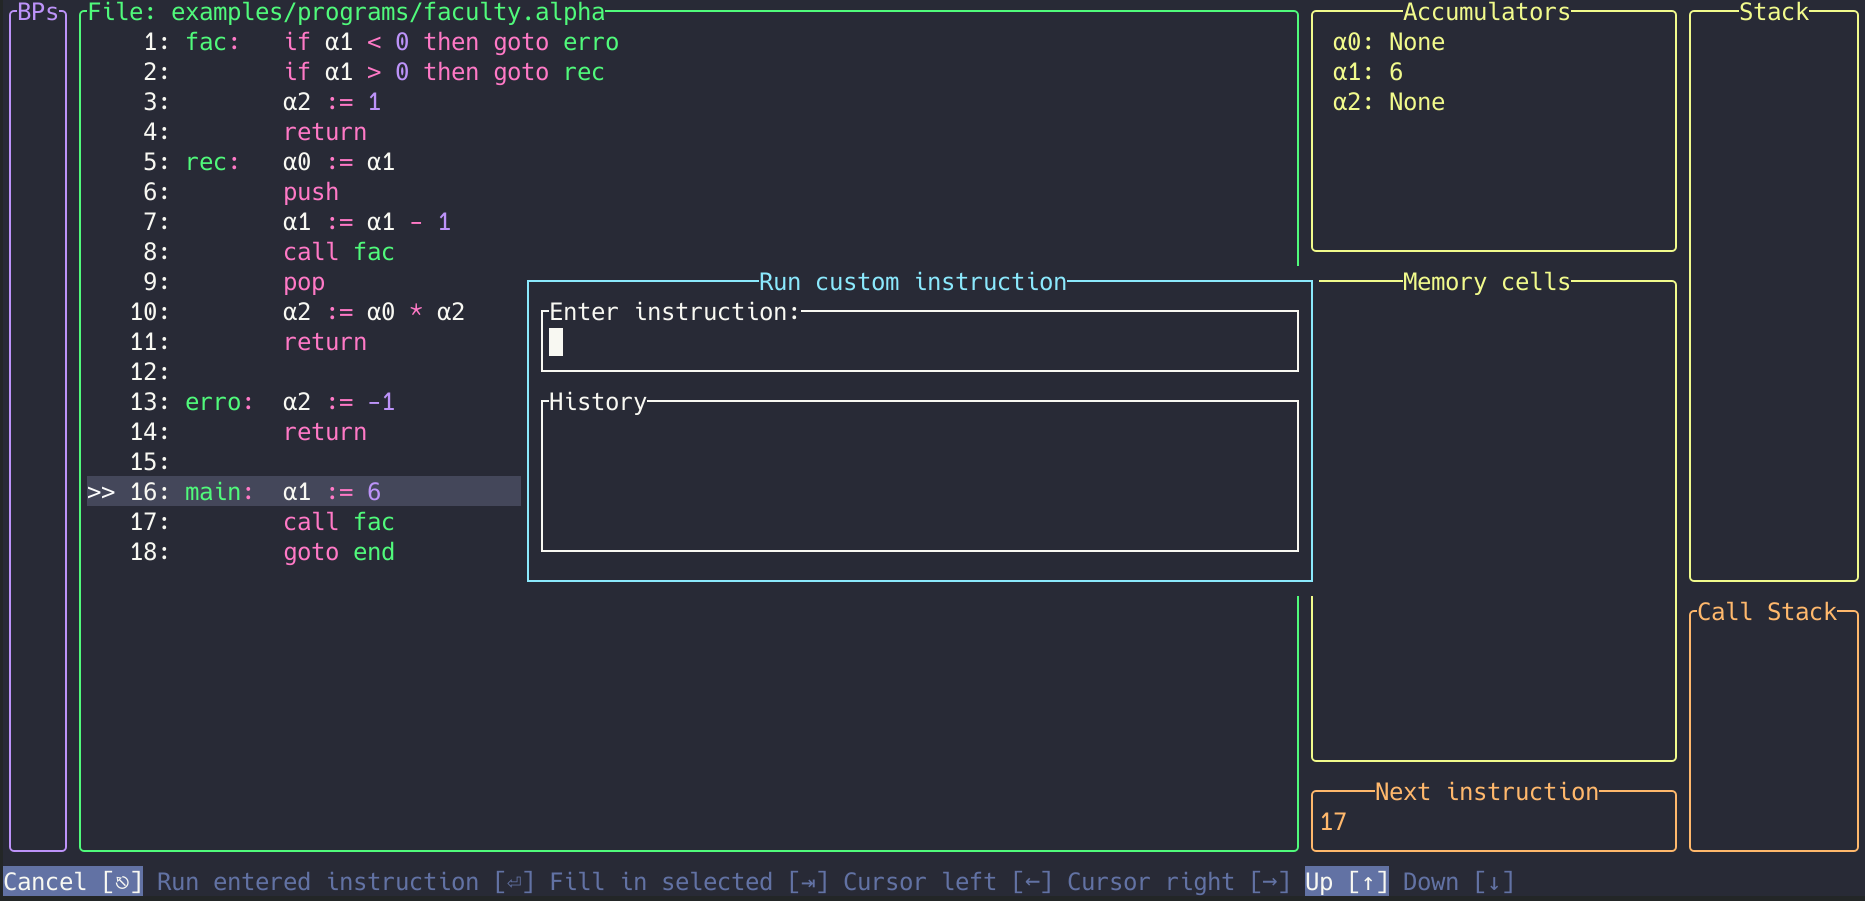 BPs
File: examples/programs/faculty.alpha
1: fac:   if α1 < 0 then goto erro
2:        if α1 > 0 then goto rec
3:        α2 := 1
4:        return
5: rec:   α0 := α1
6:        push
7:        α1 := α1 - 1
8:        call fac
9:        pop
10:        α2 := α0 * α2
11:        return
12:
13: erro:  α2 := -1
14:        return
15:
>> 16: main:  α1 := 6
17:        call fac
18:        goto end
Run custom instruction
Enter instruction:
History
Accumulators
α0: None
α1: 6
α2: None
Memory cells
Next instruction
17
Stack
Call Stack
Cancel [⎋] Run entered instruction [⏎] Fill in selected [⇥] Cursor left [←] Cursor right [→] Up [↑] Down [↓]